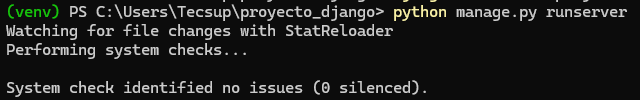 (venv) PS C:\Users\Tecsup\proyecto_django> python manage.py runserver
Watching for file changes with StatReloader
Performing system checks...

System check identified no issues (0 silenced).